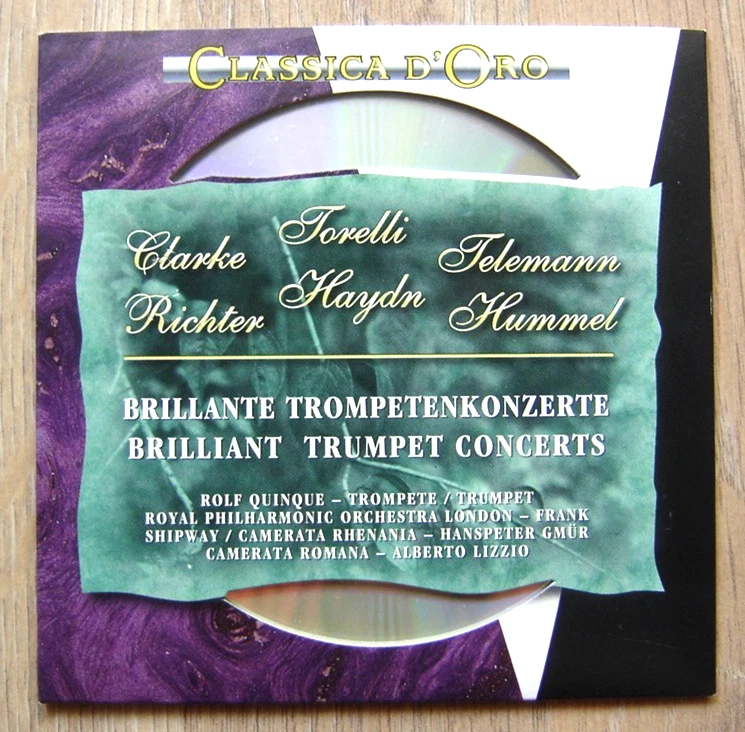 CLASSICA D'ORO
Clarke Torelli Telemann
Richter Haydn Hummel
BRILLANTE TROMPETENKONZERTE
BRILLIANT TRUMPET CONCERTS
ROLF QUINQUE – TROMPETE / TRUMPET
ROYAL PHILHARMONIC ORCHESTRA LONDON – FRANK
SHIPWAY / CAMERATA RHENANIA – HANSPETER GMÜR
CAMERATA ROMANA – ALBERTO LIZZIO